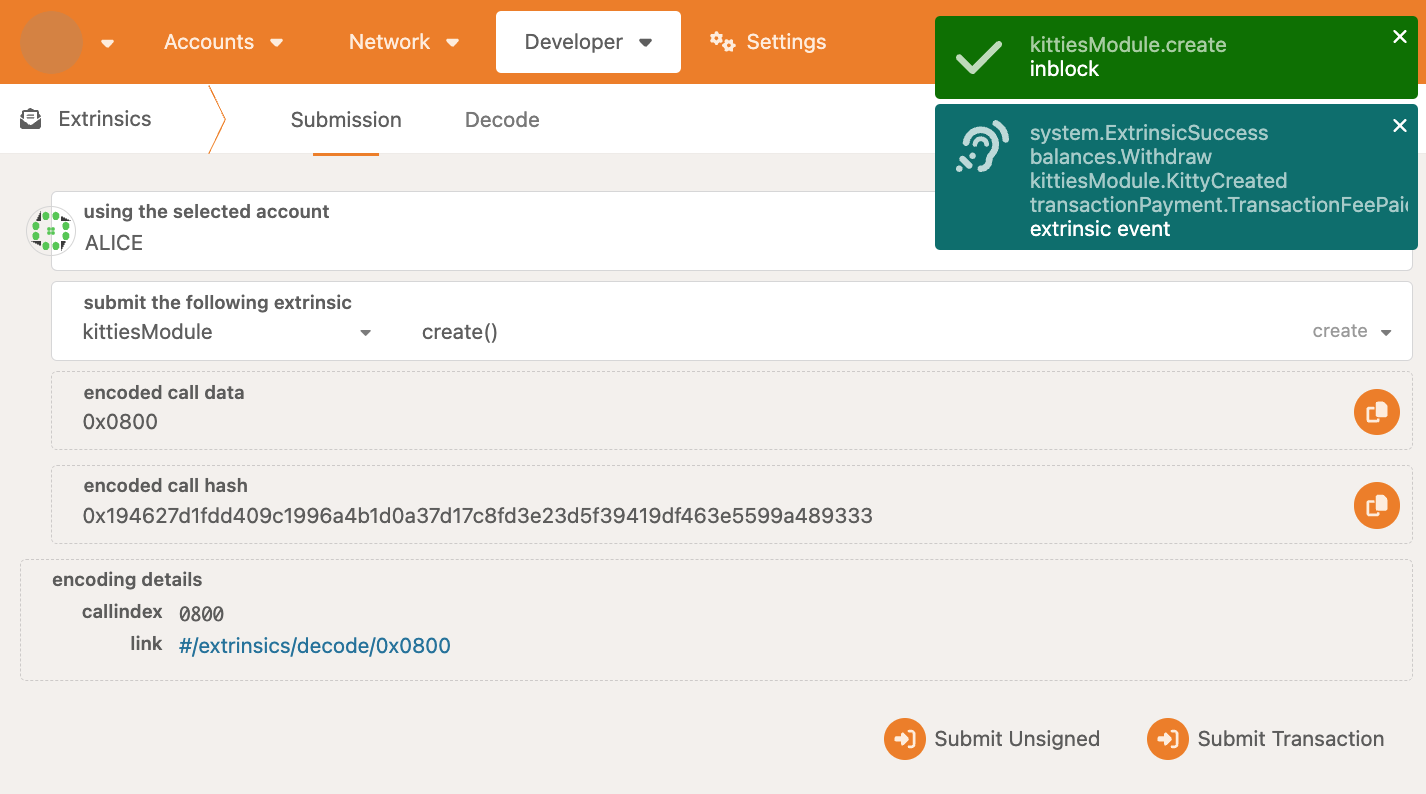 Accounts
Network
Developer
Settings
kittiesModule.create
inblock
Extrinsics
Submission
Decode
system.ExtrinsicSuccess
balances.Withdraw
kittiesModule.KittyCreated
transactionPayment.TransactionFeePaid
extrinsic event
using the selected account
ALICE
submit the following extrinsic
kittiesModule
create()
create
encoded call data
0x0800
encoded call hash
0x194627d1fdd409c1996a4b1d0a37d17c8fd3e23d5f39419df463e5599a489333
encoding details
callindex 0800
link #/extrinsics/decode/0x0800
Submit Unsigned
Submit Transaction